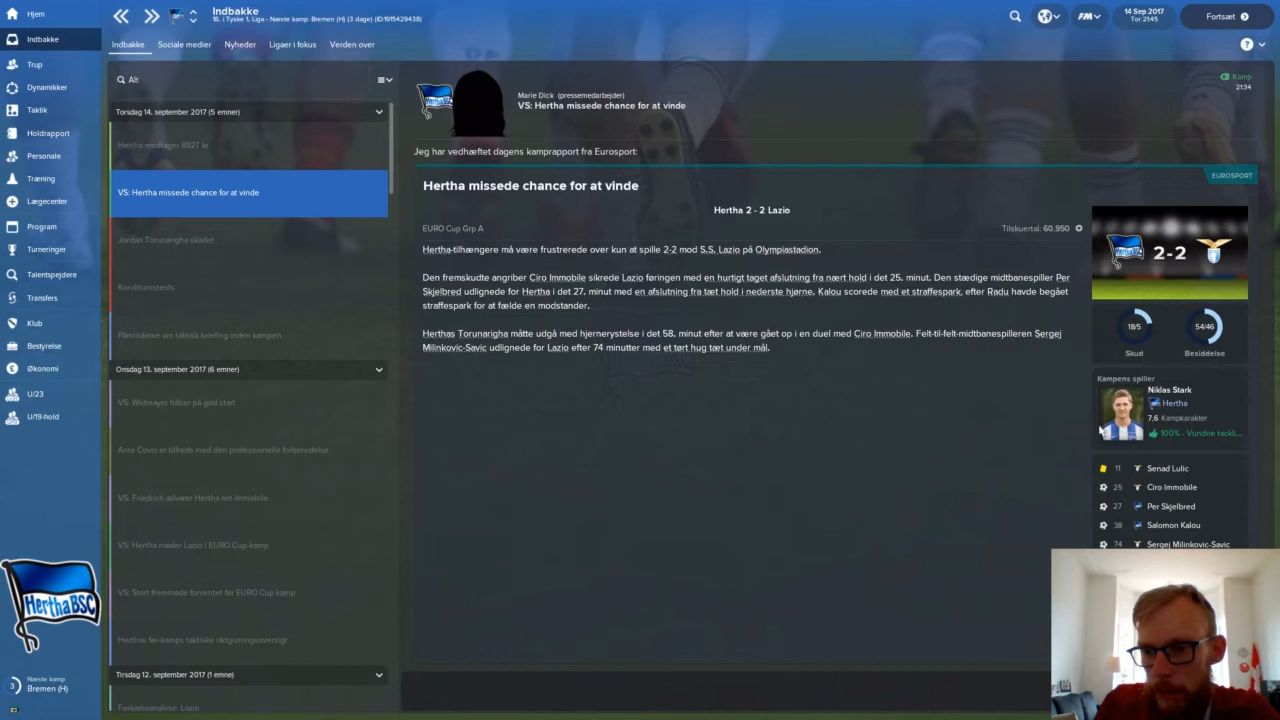 Hjem
Indbakke
Trup
Dynamikker
Taktik
Holdrapport
Personale
Træning
Lægecenter
Program
Turneringer
Talentspejdere
Transfers
Klub
Bestyrelse
Økonomi
U/23
U/19-hold
HerthaBSC
3
Næste kamp
Bremen (H)
Indbakke
18. i Tyske 1. Liga - Næste kamp: Bremen (H) (3 dage) (ID:1915429438)
FM
14 Sep 2017
Tor 21:45
Fortsæt
Indbakke
Sociale medier
Nyheder
Ligaer i fokus
Verden over
?
Alt
Torsdag 14. september 2017 (5 emner)
Hertha modtager 892T kr
VS: Hertha missede chance for at vinde
Jordan Torunarigha skadet
Konditionstests
Påmindelse om taktisk briefing inden kampen
Onsdag 13. september 2017 (6 emner)
VS: Widmayer håber på god start
Ante Covic er tilfreds med den professionelle forberedelse
VS: Friedrich advarer Hertha om Immobile
VS: Hertha møder Lazio i EURO Cup-kamp
VS: Stort fremmøde forventet før EURO Cup kamp
Herthas før-kamps taktiske rådgivningsoversigt
Tirsdag 12. september 2017 (1 emne)
Førkampanalyse: Lazio
Marie Dick (pressemedarbejder)
VS: Hertha missede chance for at vinde
Kamp
21:34
Jeg har vedhæftet dagens kamprapport fra Eurosport:
EUROSPORT
Hertha missede chance for at vinde
Hertha 2 - 2 Lazio
EURO Cup Grp A
Tilskuertal: 60.950
Hertha-tilhængere må være frustrerede over kun at spille 2-2 mod S.S. Lazio på Olympiastadion.
Den fremskudte angriber Ciro Immobile sikrede Lazio føringen med en hurtigt taget afslutning fra nært hold i det 25. minut. Den stædige midtbanespiller Per
Skjelbred udlignede for Hertha i det 27. minut med en afslutning fra tæt hold i nederste hjørne. Kalou scorede med et straffespark, efter Radu havde begået
straffespark for at fælde en modstander.
Herthas Torunarigha måtte udgå med hjernerystelse i det 58. minut efter at være gået op i en duel med Ciro Immobile. Felt-til-felt-midtbanespilleren Sergej
Milinkovic-Savic udlignede for Lazio efter 74 minutter med et tørt hug tæt under mål.
2-2
18/5
Skud
54/46
Besiddelse
Kampens spiller
Niklas Stark
Hertha
7,6 Kampkarakter
100% - Vundne tackli...
11 Senad Lulic
25 Ciro Immobile
27 Per Skjelbred
38 Salomon Kalou
74 Sergej Milinkovic-Savic